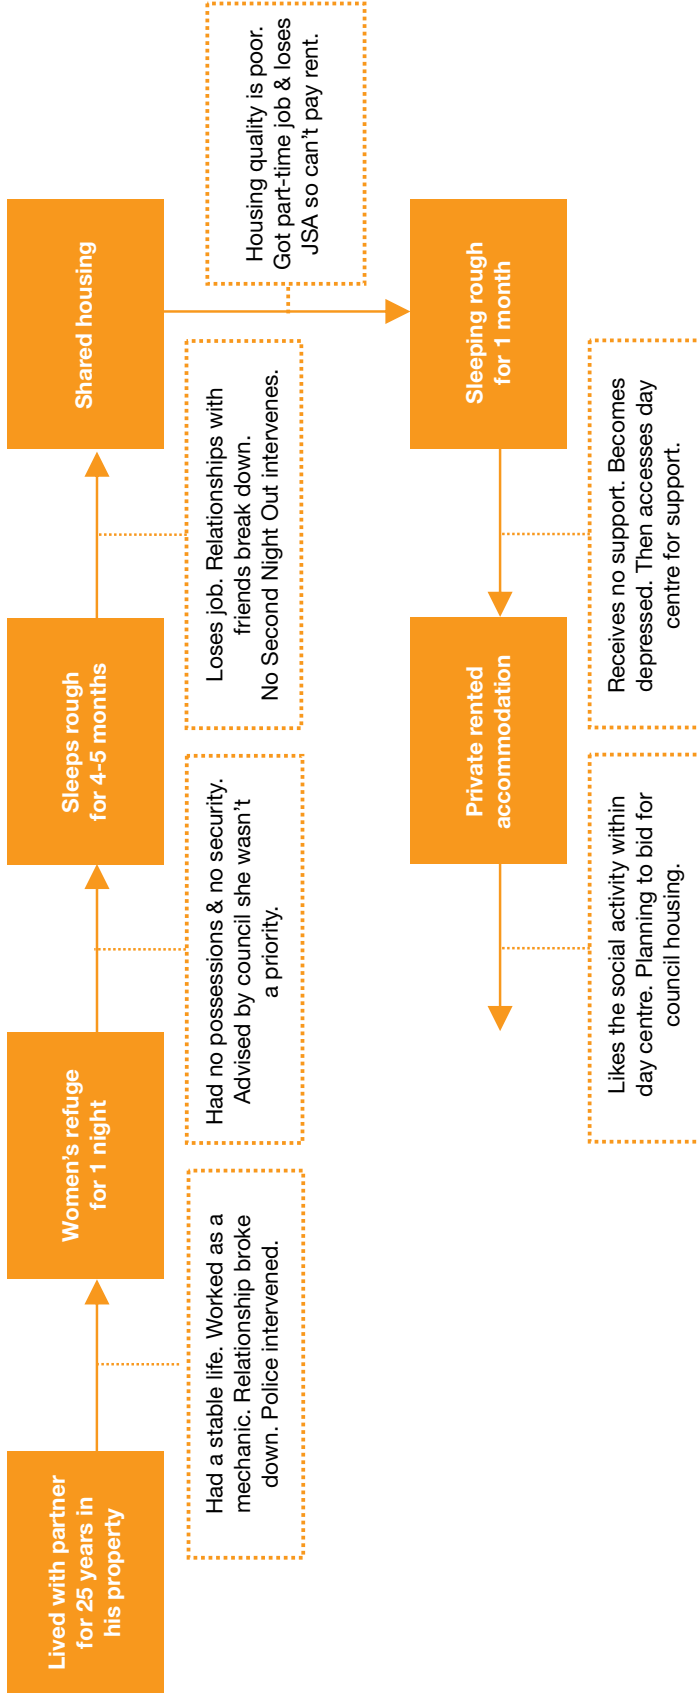 Lived with partner
for 25 years in
his property
Had a stable life. Worked as a
mechanic. Relationship broke
down. Police intervened.
Women’s refuge
for 1 night
Had no possessions & no security.
Advised by council she wasn’t
a priority.
Sleeps rough
for 4-5 months
Loses job. Relationships with
friends break down.
No Second Night Out intervenes.
Shared housing
Housing quality is poor.
Got part-time job & loses
JSA so can’t pay rent.
Sleeping rough
for 1 month
Receives no support. Becomes
depressed. Then accesses day
centre for support.
Private rented
accommodation
Likes the social activity within
day centre. Planning to bid for
council housing.